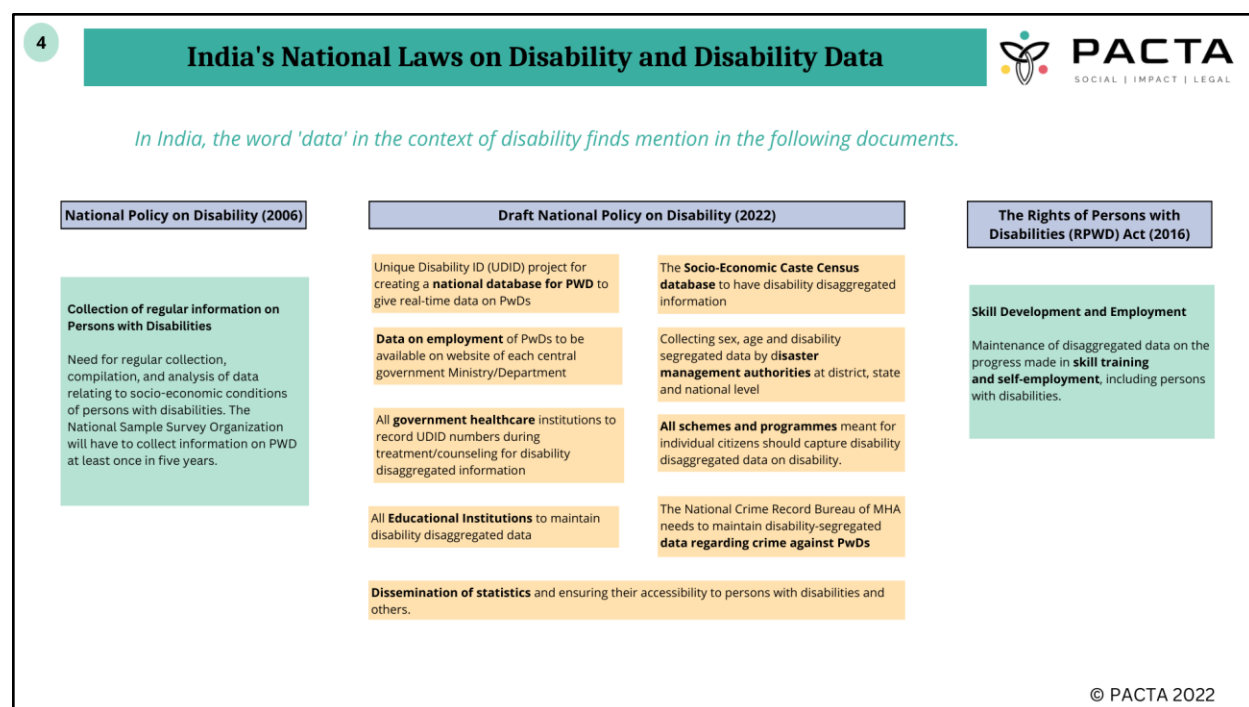 4
India's National Laws on Disability and Disability Data
PACTA
SOCIAL | IMPACT | LEGAL
In India, the word 'data' in the context of disability finds mention in the following documents.
National Policy on Disability (2006)
Collection of regular information on
Persons with Disabilities
Need for regular collection,
compilation, and analysis of data
relating to socio-economic conditions
of persons with disabilities. The
National Sample Survey Organization
will have to collect information on PWD
at least once in five years.
Draft National Policy on Disability (2022)
Unique Disability ID (UDID) project for
creating a national database for PWD to
give real-time data on PwDs
Data on employment of PwDs to be
available on website of each central
government Ministry/Department
All government healthcare institutions to
record UDID numbers during
treatment/counseling for disability
disaggregated information
All Educational Institutions to maintain
disability disaggregated data
The Socio-Economic Caste Census
database to have disability disaggregated
information
Collecting sex, age and disability
segregated data by disaster
management authorities at district, state
and national level
All schemes and programmes meant for
individual citizens should capture disability
disaggregated data on disability.
The National Crime Record Bureau of MHA
needs to maintain disability-segregated
data regarding crime against PwDs
Dissemination of statistics and ensuring their accessibility to persons with disabilities and
others.
The Rights of Persons with
Disabilities (RPWD) Act (2016)
Skill Development and Employment
Maintenance of disaggregated data on the
progress made in skill training
and self-employment, including persons
with disabilities.
© PACTA 2022